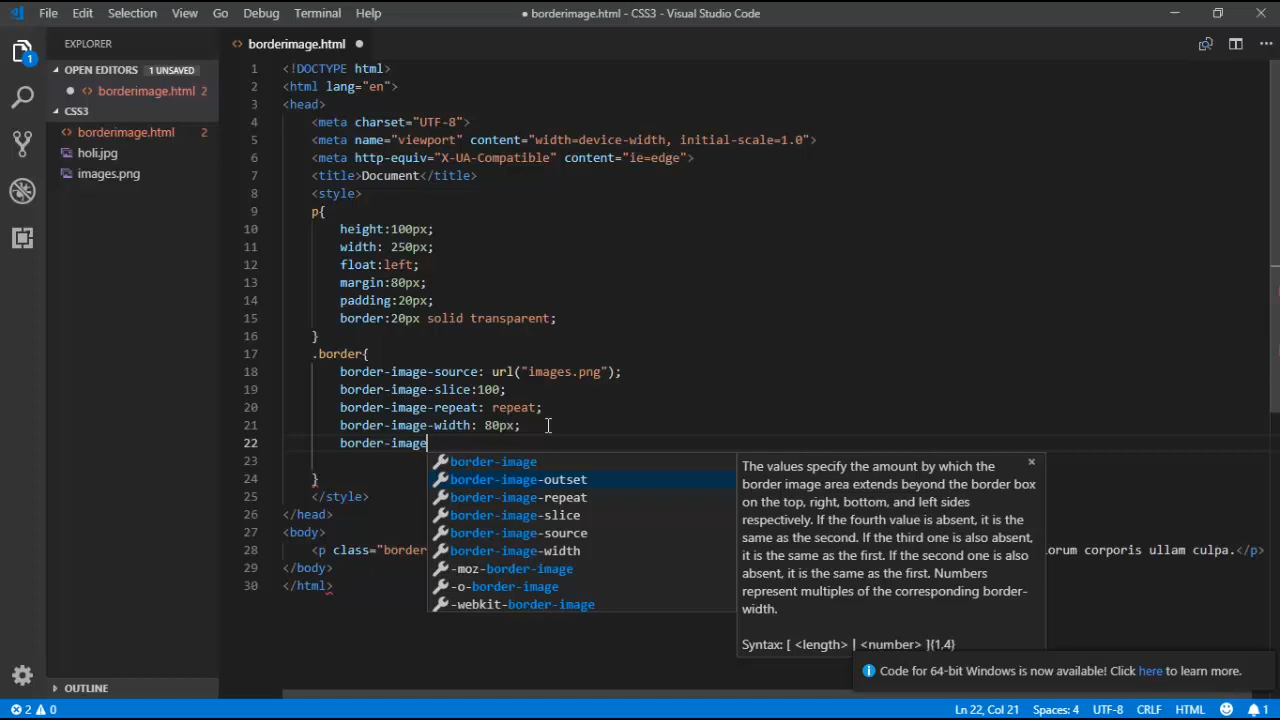 File Edit Selection View Go Debug Terminal Help
● borderimage.html - CSS3 - Visual Studio Code
EXPLORER
OPEN EDITORS 1 UNSAVED
borderimage.html 2
CSS3
borderimage.html 2
holi.jpg
images.png
OUTLINE
borderimage.html
1 <!DOCTYPE html>
2 <html lang="en">
3 <head>
4 <meta charset="UTF-8">
5 <meta name="viewport" content="width=device-width, initial-scale=1.0">
6 <meta http-equiv="X-UA-Compatible" content="ie=edge">
7 <title>Document</title>
8 <style>
9 p{
10 height:100px;
11 width: 250px;
12 float:left;
13 margin:80px;
14 padding:20px;
15 border:20px solid transparent;
16 }
17 .border{
18 border-image-source: url("images.png");
19 border-image-slice:100;
20 border-image-repeat: repeat;
21 border-image-width: 80px;
22 border-image
23
24 }
25 </style>
26 </head>
27 <body>
28 <p class="border orum corporis ullam culpa.</p>
29 </body>
30 </html>
border-image
border-image-outset
border-image-repeat
border-image-slice
border-image-source
border-image-width
-moz-border-image
-o-border-image
-webkit-border-image
The values specify the amount by which the
border image area extends beyond the border box
on the top, right, bottom, and left sides
respectively. If the fourth value is absent, it is the
same as the second. If the third one is also absent,
it is the same as the first. If the second one is also
absent, it is the same as the first. Numbers
represent multiples of the corresponding border-
width.
Syntax: [ <length> | <number> ]{1,4}
Code for 64-bit Windows is now available! Click here to learn more.
2 0 Ln 22, Col 21 Spaces: 4 UTF-8 CRLF HTML 1